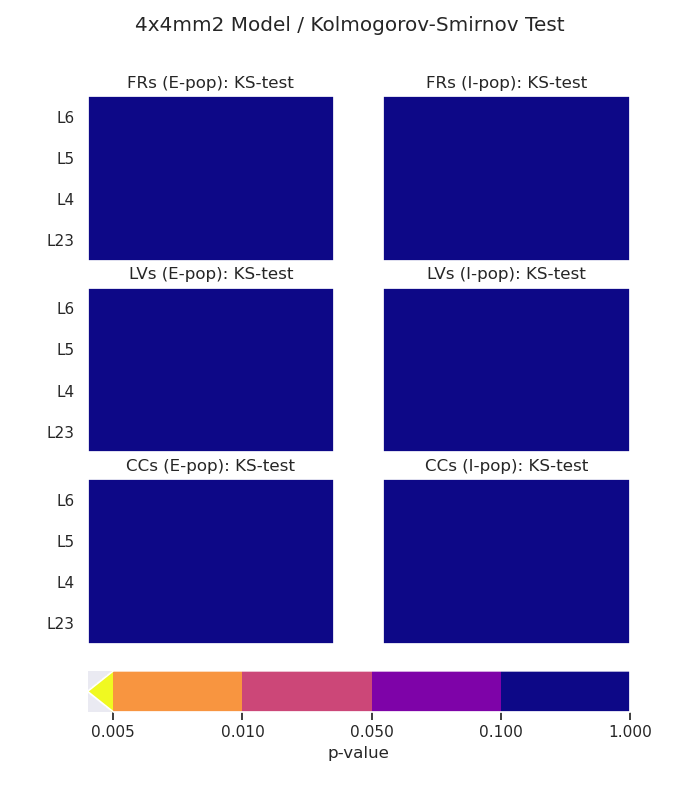 4x4mm2 Model / Kolmogorov-Smirnov Test
FRs (E-pop): KS-test
FRs (I-pop): KS-test
L6
L5
L4
L23
LVs (E-pop): KS-test
LVs (I-pop): KS-test
L6
L5
L4
L23
CCs (E-pop): KS-test
CCs (I-pop): KS-test
L6
L5
L4
L23
0.005 0.010 0.050 0.100 1.000
p-value